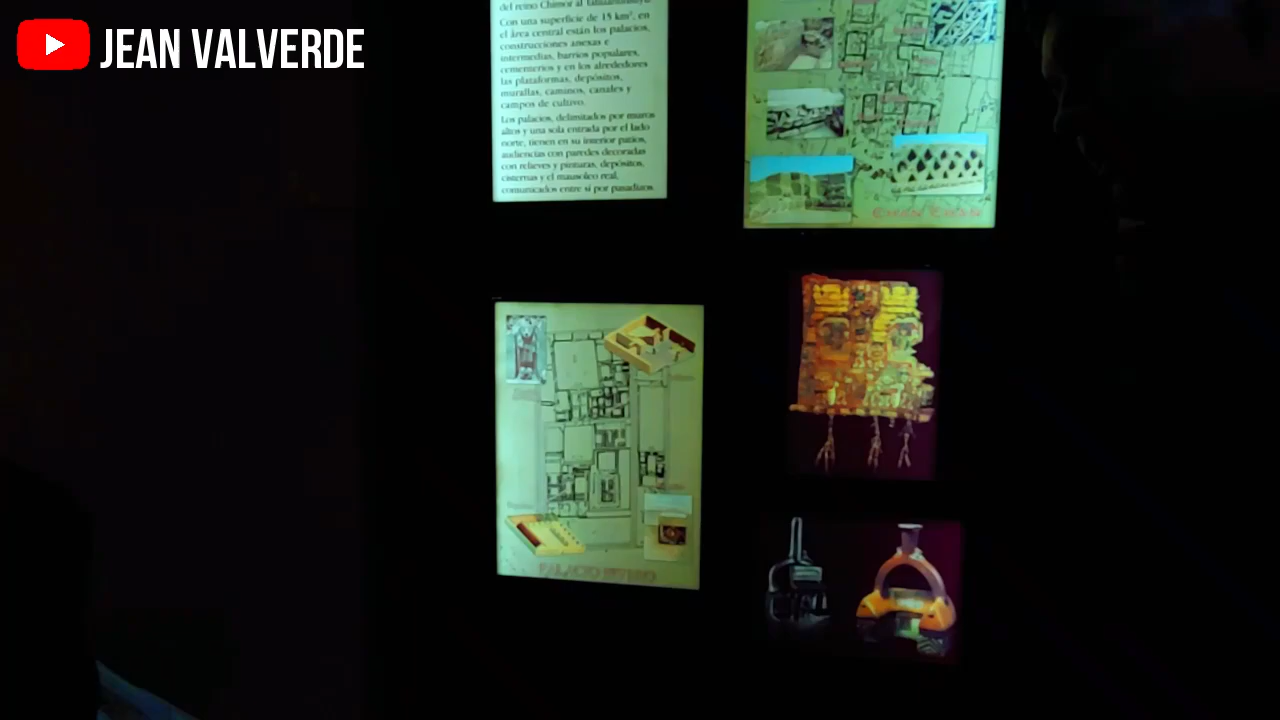 JEAN VALVERDE
del reino Chimor al Tahuantinsuyo.
Con una superficie de 15 km², en
el área central están los palacios,
construcciones anexas e
intermedias, barrios populares,
cementerios y en los alrededores
las plataformas, depósitos,
murallas, caminos, canales y
campos de cultivo.
Los palacios, delimitados por muros
altos y una sola entrada por el lado
norte, tienen en su interior patios,
audiencias con paredes decoradas
con relieves y pinturas, depósitos,
cisternas y el mausoleo real,
comunicados entre sí por pasadizos.
PALACIO